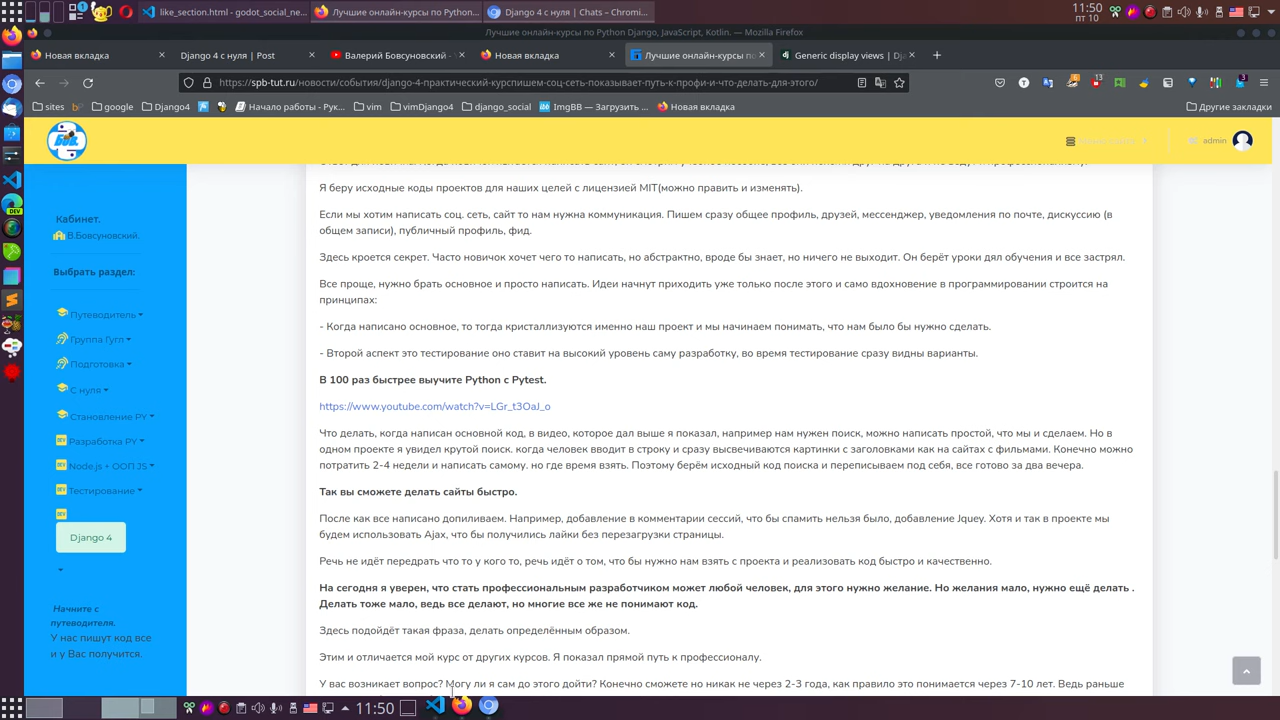 like_section.html - godot_social_ne...
Лучшие онлайн-курсы по Python...
Django 4 с нуля | Chats – Chromi...
11:50
пт 10
Лучшие онлайн-курсы по Python Django, JavaScript, Kotlin. — Mozilla Firefox
Новая вкладка
Django 4 с нуля | Post
Валерий Бовсуновский - 
Новая вкладка
Лучшие онлайн-курсы по
Generic display views | Dja
https://spb-tut.ru/новости/события/django-4-практический-курспишем-соц-сеть-показывает-путь-к-профи-и-что-делать-для-этого/
sites
google
Django4
Начало работы - Рук...
vim
vimDjango4
django_social
ImgBB — Загрузить ...
Новая вкладка
Другие закладки
БОВ.
admin
Кабинет.
В.Бовсуновский.
Выбрать раздел:
Путеводитель
Группа Гугл
Подготовка
С нуля
Становление PY
Разработка PY
Node.js + ООП JS
Тестирование
Django 4
Начните с
путеводителя.
У нас пишут код все
и у Вас получится.
Я беру исходные коды проектов для наших целей с лицензией MIT(можно править и изменять).
Если мы хотим написать соц. сеть, сайт то нам нужна коммуникация. Пишем сразу общее профиль, друзей, мессенджер, уведомления по почте, дискуссию (в
общем записи), публичный профиль, фид.
Здесь кроется секрет. Часто новичок хочет чего то написать, но абстрактно, вроде бы знает, но ничего не выходит. Он берёт уроки дял обучения и все застрял.
Все проще, нужно брать основное и просто написать. Идеи начнут приходить уже только после этого и само вдохновение в программировании строится на
принципах:
- Когда написано основное, то тогда кристаллизуются именно наш проект и мы начинаем понимать, что нам было бы нужно сделать.
- Второй аспект это тестирование оно ставит на высокий уровень саму разработку, во время тестирование сразу видны варианты.
В 100 раз быстрее выучите Python с Pytest.
https://www.youtube.com/watch?v=LGr_t3OaJ_o
Что делать, когда написан основной код, в видео, которое дал выше я показал, например нам нужен поиск, можно написать простой, что мы и сделаем. Но в
одном проекте я увидел крутой поиск. когда человек вводит в строку и сразу высвечиваются картинки с заголовками как на сайтах с фильмами. Конечно можно
потратить 2-4 недели и написать самому. но где время взять. Поэтому берём исходный код поиска и переписываем под себя, все готово за два вечера.
Так вы сможете делать сайты быстро.
После как все написано допиливаем. Например, добавление в комментарии сессий, что бы спамить нельзя было, добавление Jquey. Хотя и так в проекте мы
будем использовать Ajax, что бы получились лайки без перезагрузки страницы.
Речь не идёт передрать что то у кого то, речь идёт о том, что бы нужно нам взять с проекта и реализовать код быстро и качественно.
На сегодня я уверен, что стать профессиональным разработчиком может любой человек, для этого нужно желание. Но желания мало, нужно ещё делать .
Делать тоже мало, ведь все делают, но многие все же не понимают код.
Здесь подойдёт такая фраза, делать определённым образом.
Этим и отличается мой курс от других курсов. Я показал прямой путь к профессионалу.
У вас возникает вопрос? Могу ли я сам до этого дойти? Конечно сможете но никак не через 2-3 года, как правило это понимается через 7-10 лет. Ведь раньше
11:50